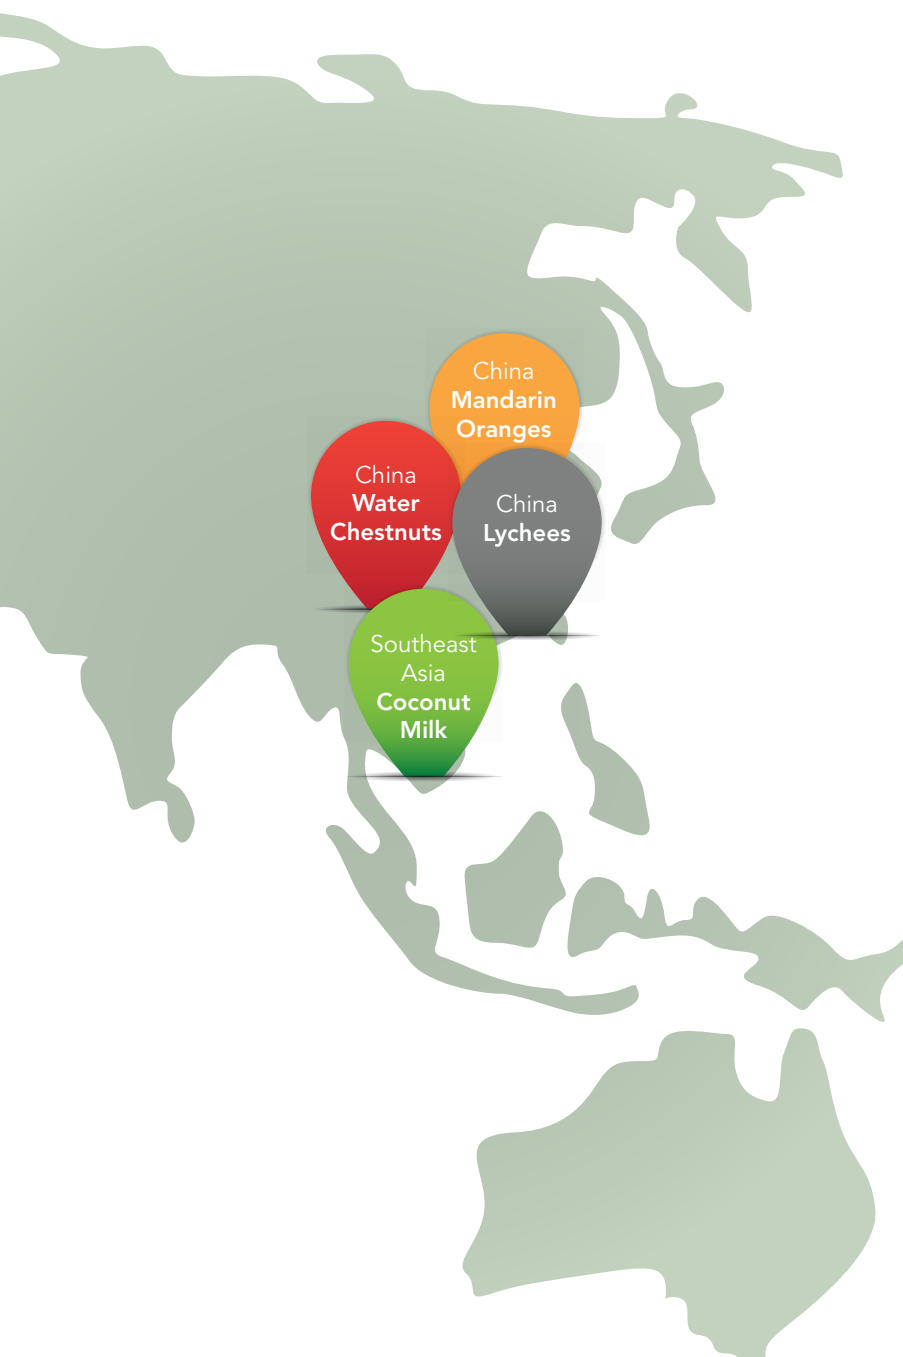 China
Mandarin
Oranges
China
Water
Chestnuts
China
Lychees
Southeast
Asia
Coconut
Milk